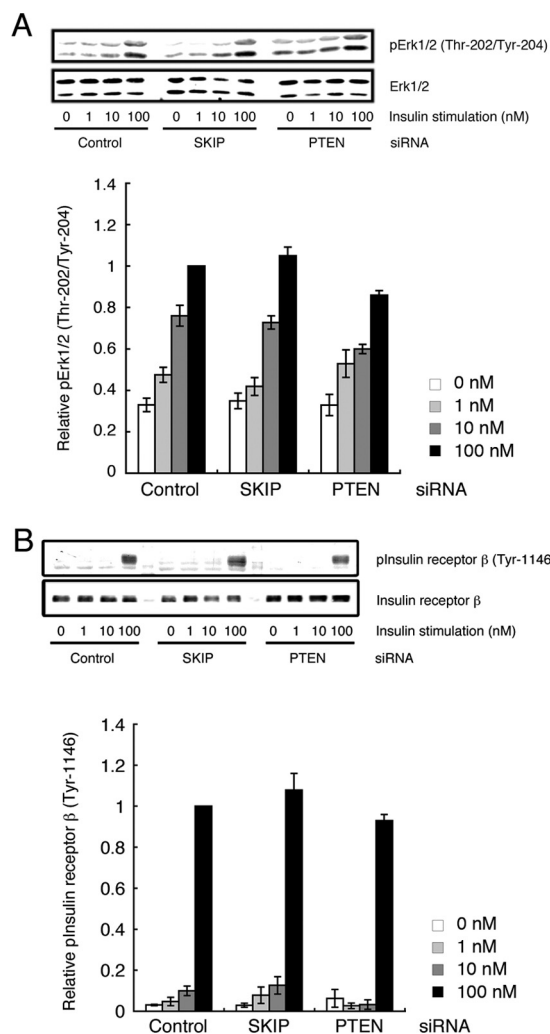 A
pErk1/2 (Thr-202/Tyr-204)
Erk1/2
0 1 10 100 0 1 10 100 0 1 10 100 Insulin stimulation (nM)
Control SKIP PTEN siRNA
Relative pErk1/2 (Thr-202/Tyr-204)
1.4
1.2
1
0.8
0.6
0.4
0.2
0
0 nM
1 nM
10 nM
100 nM
Control SKIP PTEN siRNA
B
pInsulin receptor β (Tyr-1146
Insulin receptor β
0 1 10 100 0 1 10 100 0 1 10 100 Insulin stimulation (nM)
Control SKIP PTEN siRNA
Relative pInsulin receptor β (Tyr-1146)
1.4
1.2
1
0.8
0.6
0.4
0.2
0
0 nM
1 nM
10 nM
100 nM
Control SKIP PTEN siRNA